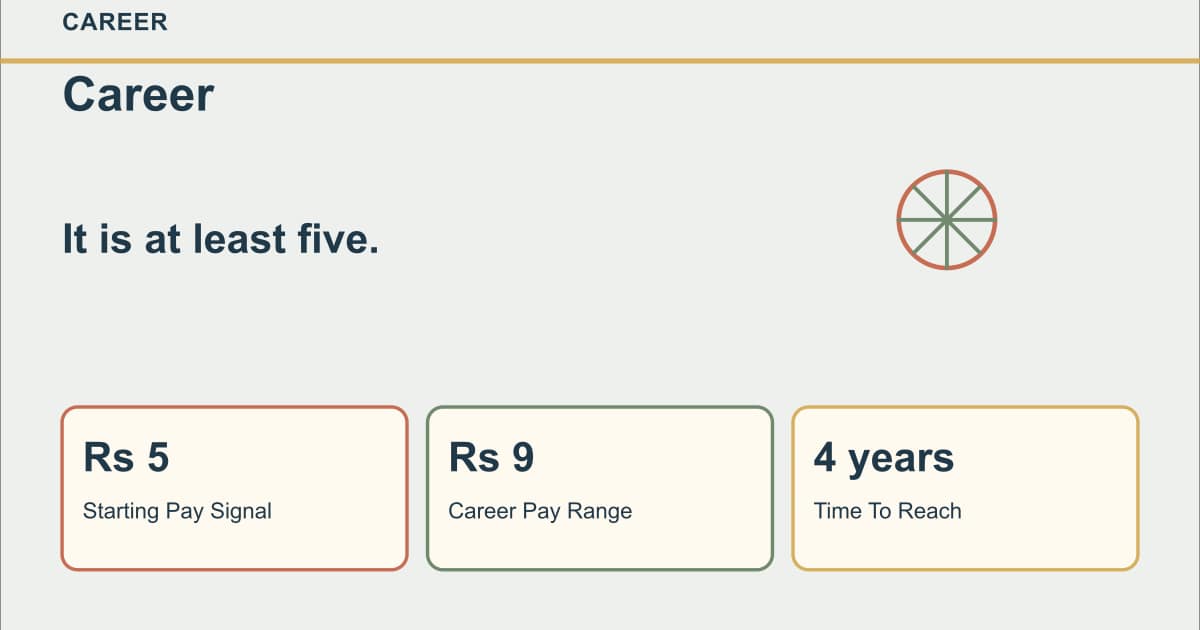 CAREER
Career
It is at least five.
Rs 5
Starting Pay Signal
Rs 9
Career Pay Range
4 years
Time To Reach